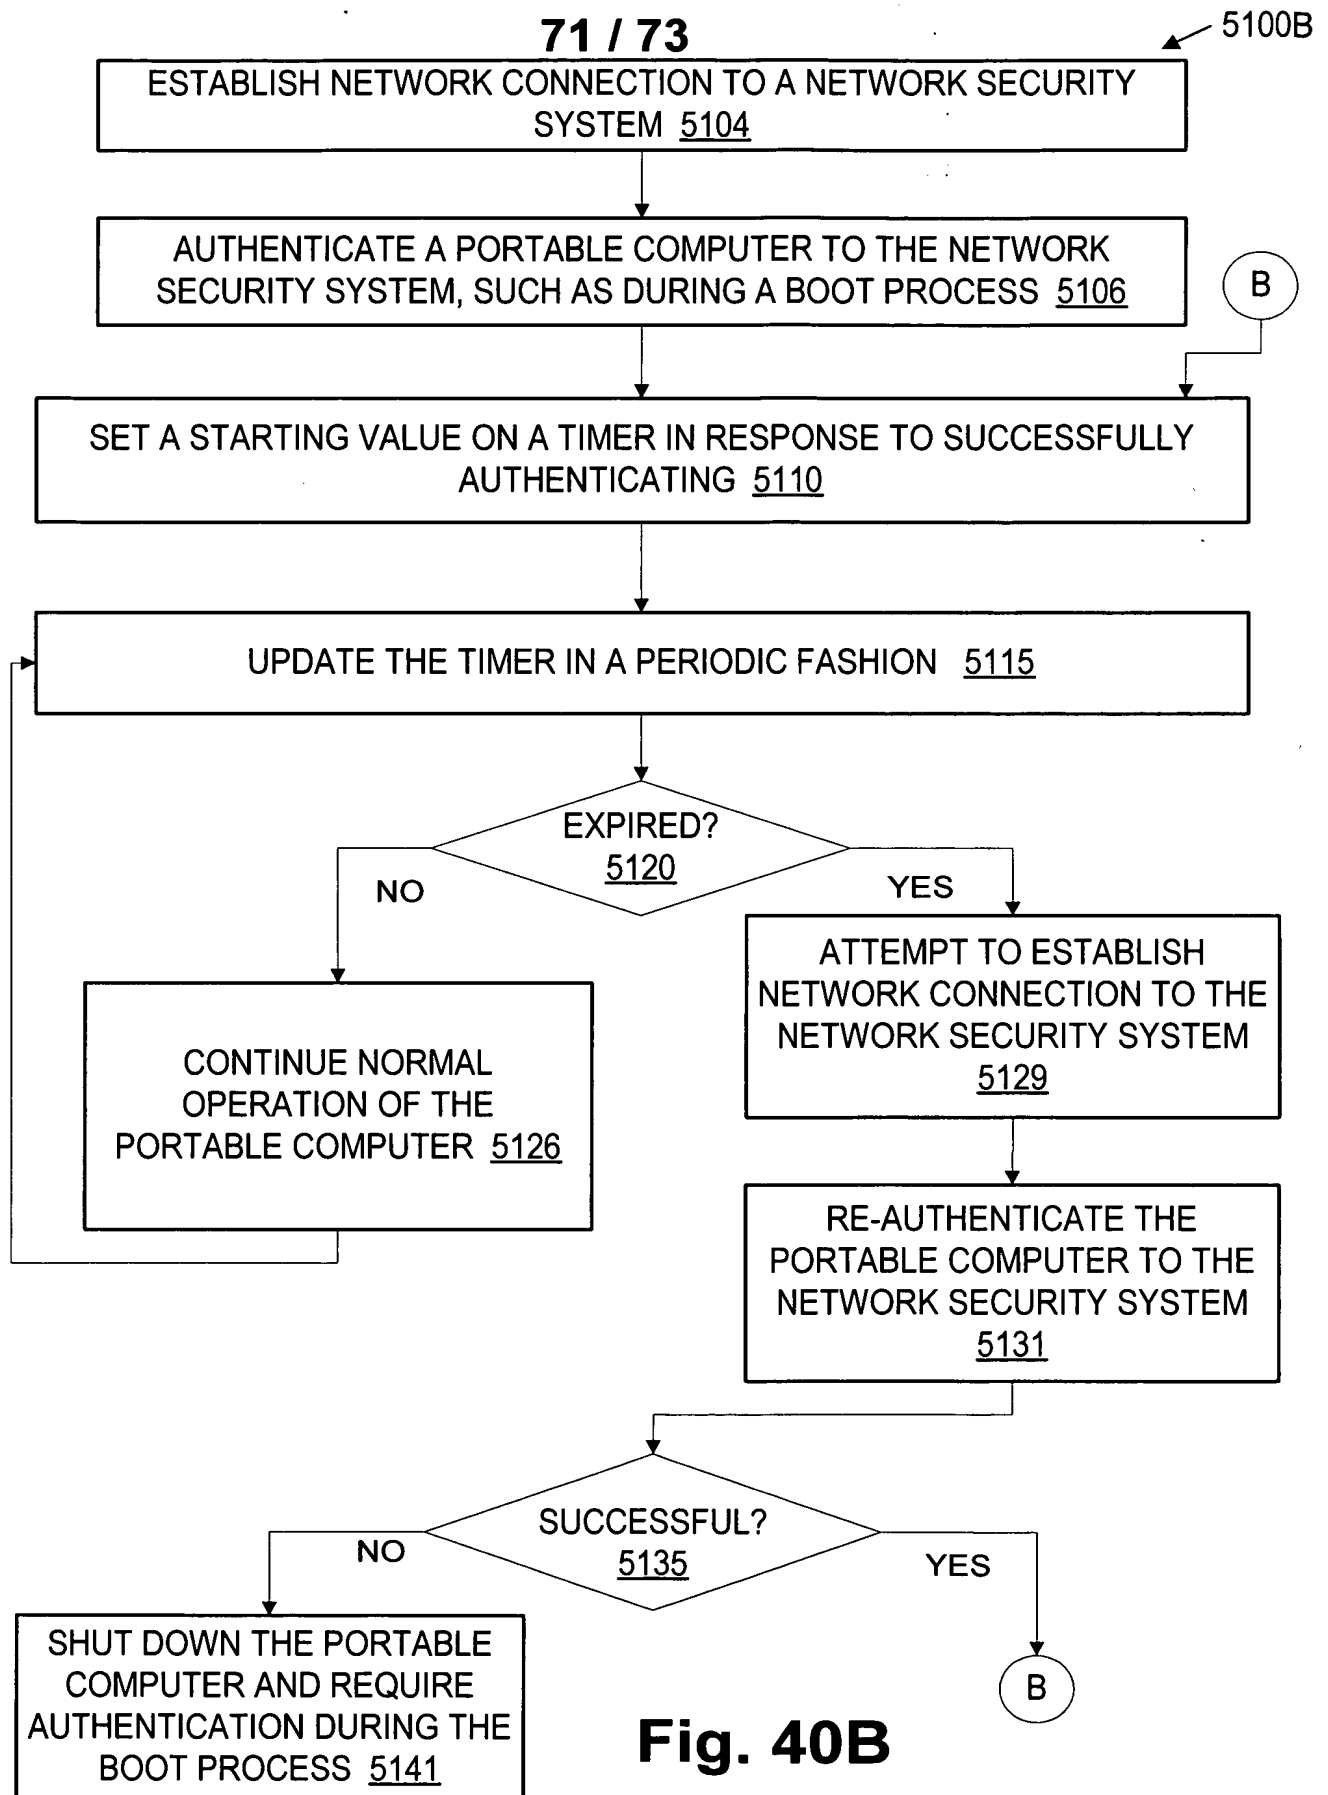 71 / 73
5100B
ESTABLISH NETWORK CONNECTION TO A NETWORK SECURITY
SYSTEM 5104
AUTHENTICATE A PORTABLE COMPUTER TO THE NETWORK
SECURITY SYSTEM, SUCH AS DURING A BOOT PROCESS 5106
B
SET A STARTING VALUE ON A TIMER IN RESPONSE TO SUCCESSFULLY
AUTHENTICATING 5110
UPDATE THE TIMER IN A PERIODIC FASHION 5115
EXPIRED?
5120
NO
YES
ATTEMPT TO ESTABLISH
NETWORK CONNECTION TO THE
NETWORK SECURITY SYSTEM
5129
CONTINUE NORMAL
OPERATION OF THE
PORTABLE COMPUTER 5126
RE-AUTHENTICATE THE
PORTABLE COMPUTER TO THE
NETWORK SECURITY SYSTEM
5131
SUCCESSFUL?
5135
NO
YES
SHUT DOWN THE PORTABLE
COMPUTER AND REQUIRE
AUTHENTICATION DURING THE
BOOT PROCESS 5141
B
Fig. 40B